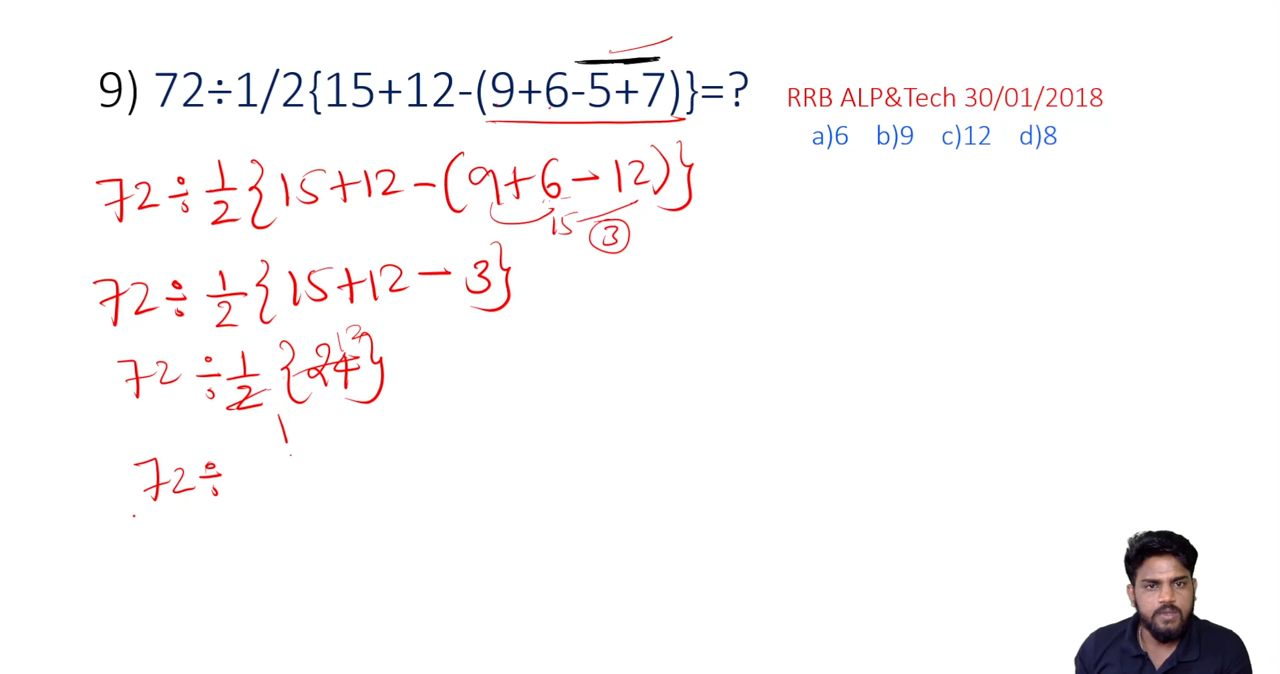 9) 72÷1/2{15+12-(9+6-5+7)}=?
RRB ALP&Tech 30/01/2018
a)6 b)9 c)12 d)8
72 ÷ 1/2 {15+12-(9+6-12)}
15 3
72 ÷ 1/2 {15+12-3}
12
72 ÷ 1/2 {24}
1
72 ÷